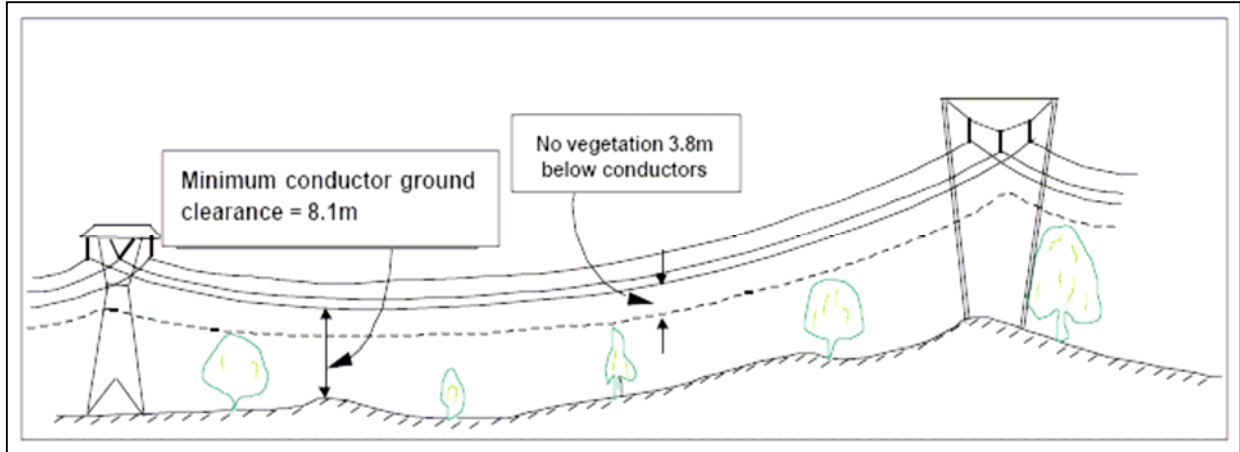 Minimum conductor ground
clearance = 8.1m
No vegetation 3.8m
below conductors